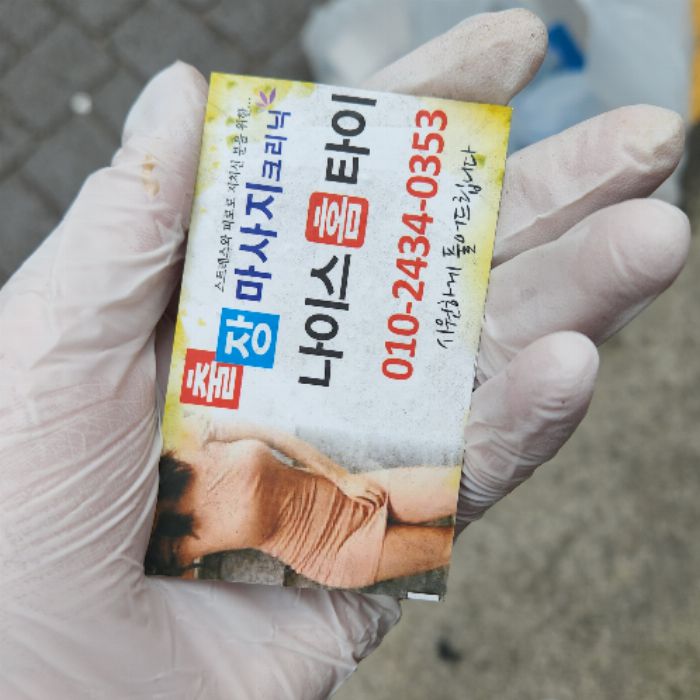 스트레스와 피로로 지치신 분을 위한...
출장마사지크리닉
나이스홈타이
010-2434-0353
시원하게 풀어드립니다